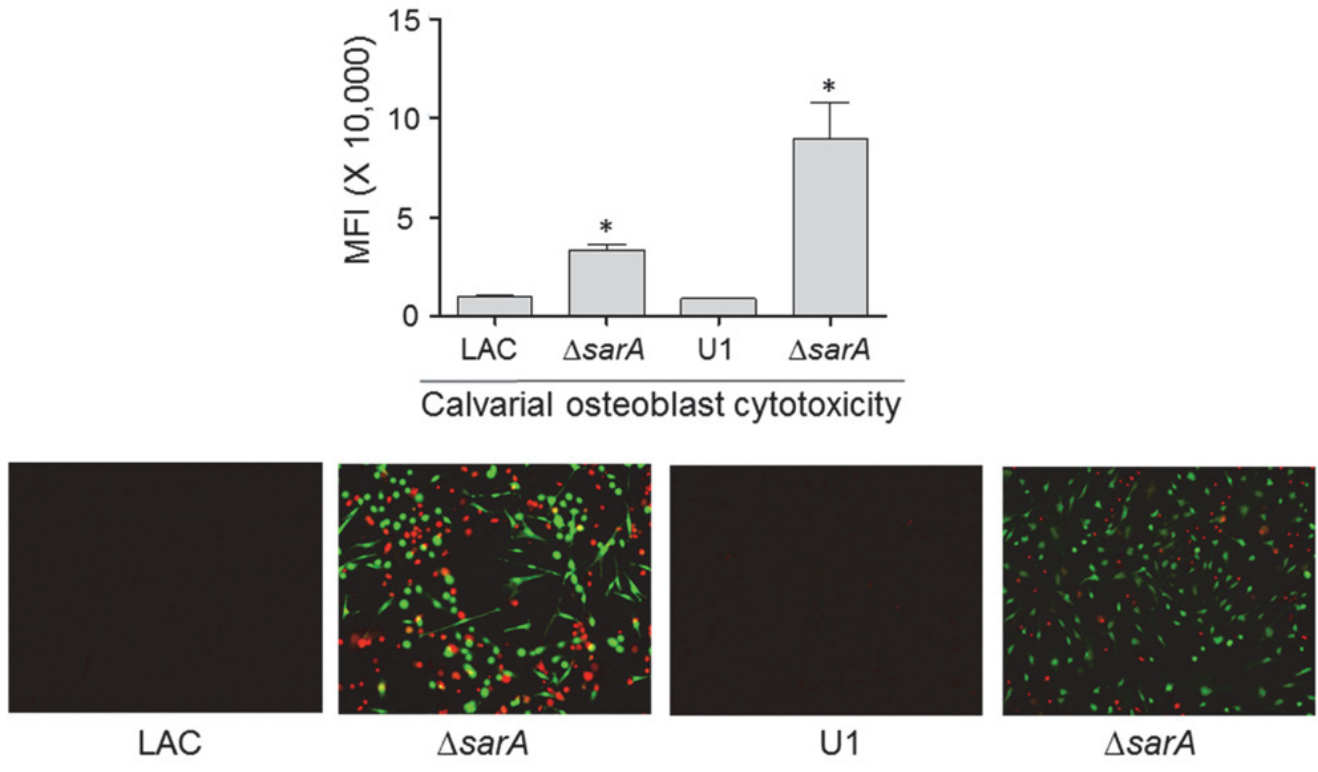 15
10
5
0
MFI (X 10,000)
*
*
LAC ΔsarA U1 ΔsarA
Calvarial osteoblast cytotoxicity
LAC ΔsarA U1 ΔsarA